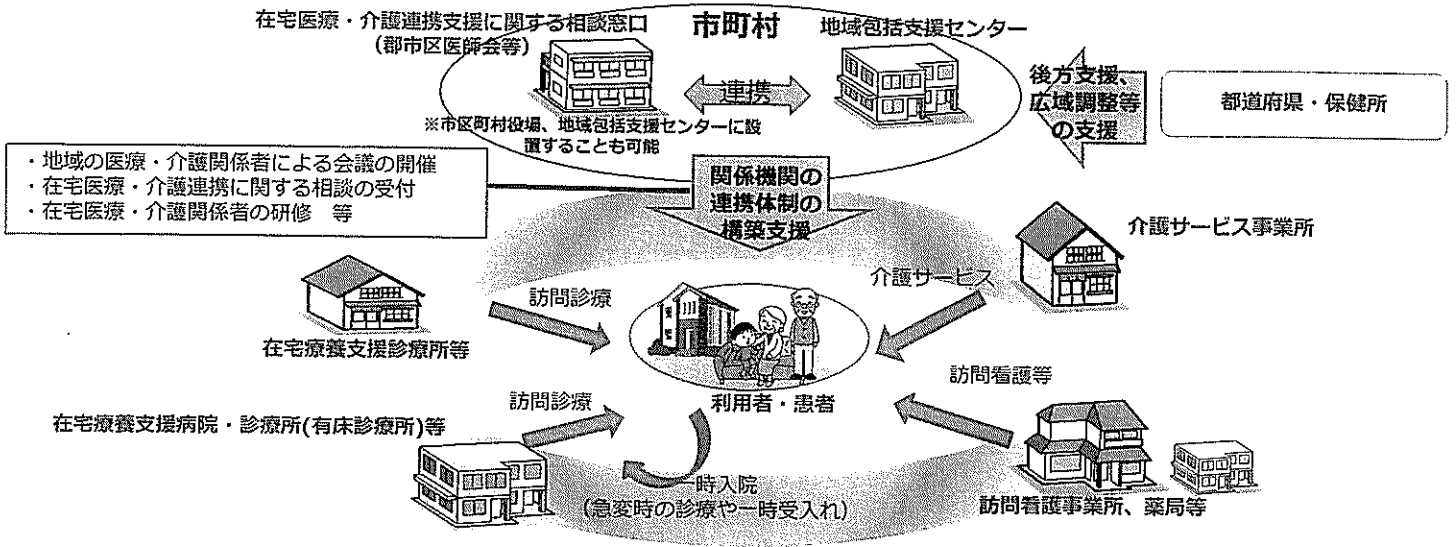 在宅医療・介護連携支援に関する相談窓口
(郡市区医師会等)
市町村
地域包括支援センター
連携
※市区町村役場、地域包括支援センターに設
置することも可能
後方支援、
広域調整等
の支援
都道府県・保健所
・地域の医療・介護関係者による会議の開催
・在宅医療・介護連携に関する相談の受付
・在宅医療・介護関係者の研修 等
関係機関の
連携体制の
構築支援
介護サービス事業所
介護サービス
訪問診療
在宅療養支援診療所等
訪問看護等
訪問診療
利用者・患者
在宅療養支援病院・診療所(有床診療所)等
一時入院
(急変時の診療や一時受入れ)
訪問看護事業所、薬局等